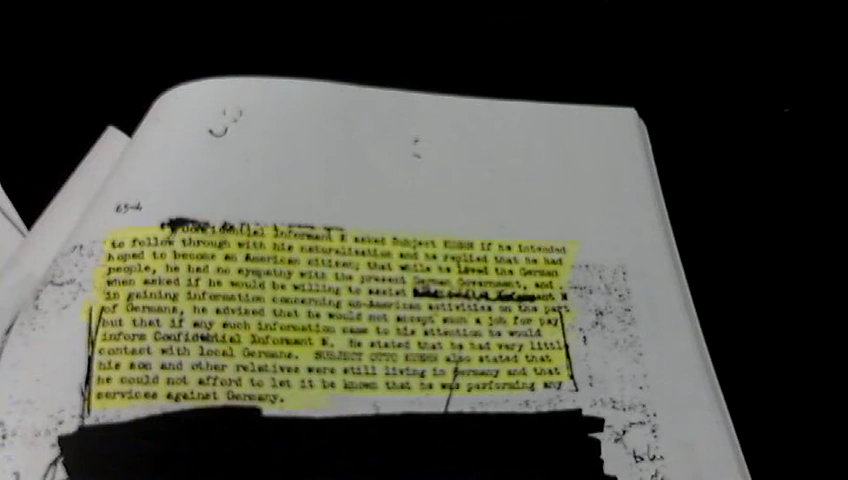 65-4
Confidential Informant K asked Subject KUEHN if he intended
to follow through with his naturalization and he replied that he had
hoped to become an American citizen; that while he loved the German
people, he had no sympathy with the present German Government, and
when asked if he would be willing to assist
in gaining information concerning un-American activities on the part
of Germans, he advised that he would not accept such a job for pay
but that if any such information came to his attention he would
inform Confidential Informant K. He stated that he had very little
contact with local Germans. SUBJECT OTTO KUEHN also stated that
his son and other relatives were still living in Germany and that
he could not afford to let it be known that he was performing any
services against Germany.